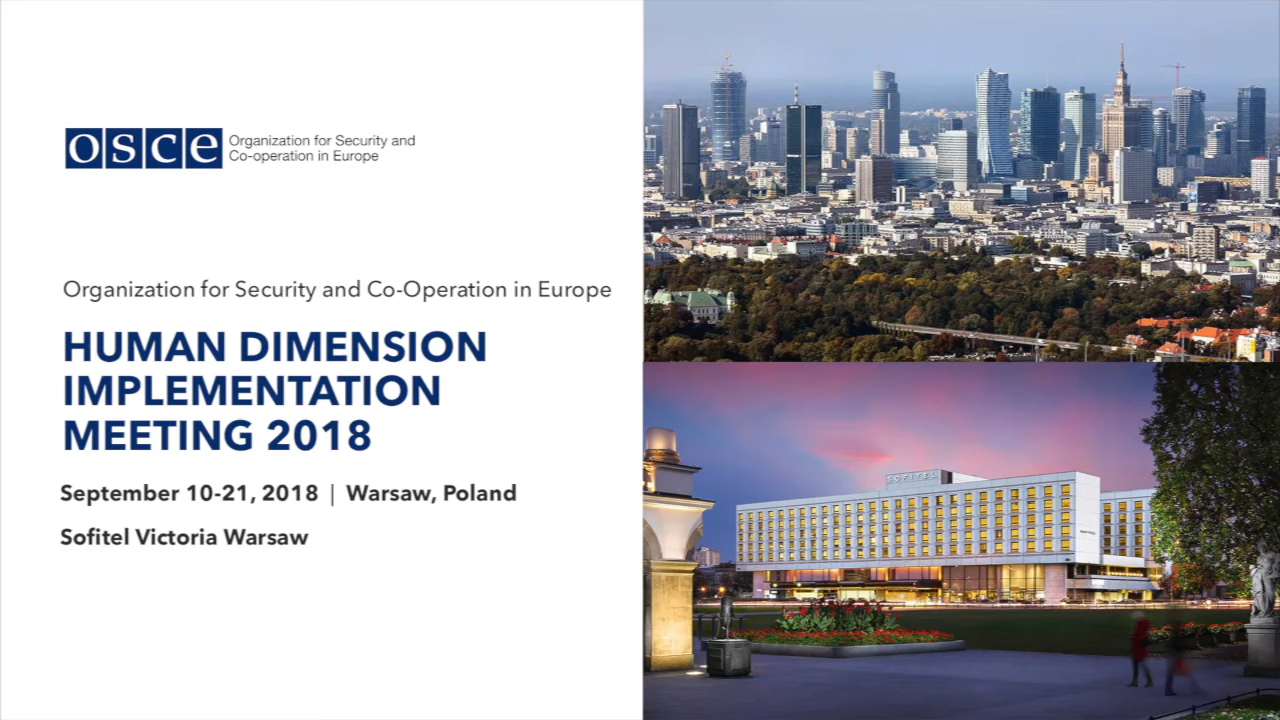 osce Organization for Security and
Co-operation in Europe
Organization for Security and Co-Operation in Europe
HUMAN DIMENSION
IMPLEMENTATION
MEETING 2018
September 10-21, 2018 | Warsaw, Poland
Sofitel Victoria Warsaw
SOFITEL